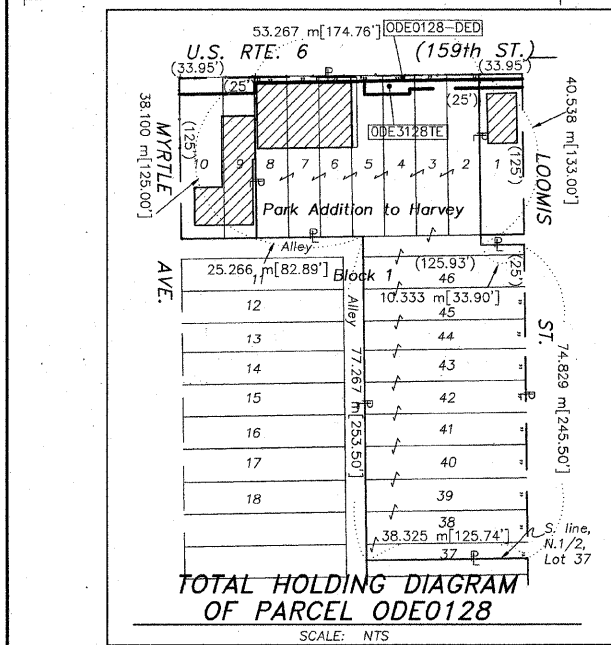 53.267 m[174.76'] ODE0128-DED
U.S. RTE. 6 (159th ST.)
(33.95') (33.95')
(25') (25')
ODE3128TE
38.100 m[125.00']
MYRTLE
AVE.
(125')
40.538 m[133.00']
LOOMIS
ST.
(125')
10 9 8 7 6 5 4 3 2 1
Park Addition to Harvey
Alley
25.266 m[82.89'] Block 1 (125.93') (25')
11 46
10.333 m[33.90']
12 45
13 44
14 43
15 42
16 41
17 40
18 39
38
37
Alley
77.267 m[253.50']
74.829 m[245.50']
38.325 m[125.74']
S. line,
N.1/2,
Lot 37
TOTAL HOLDING DIAGRAM
OF PARCEL ODE0128
SCALE: NTS